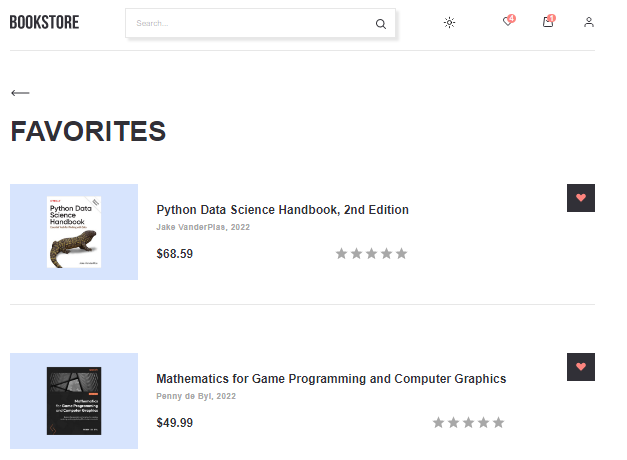 BOOKSTORE
Search...
4
1
FAVORITES
Python Data
Science
Handbook
Python Data Science Handbook, 2nd Edition
Jake VanderPlas, 2022
$68.59
Mathematics
for Game Programming
and Computer Graphics
Mathematics for Game Programming and Computer Graphics
Penny de Byl, 2022
$49.99